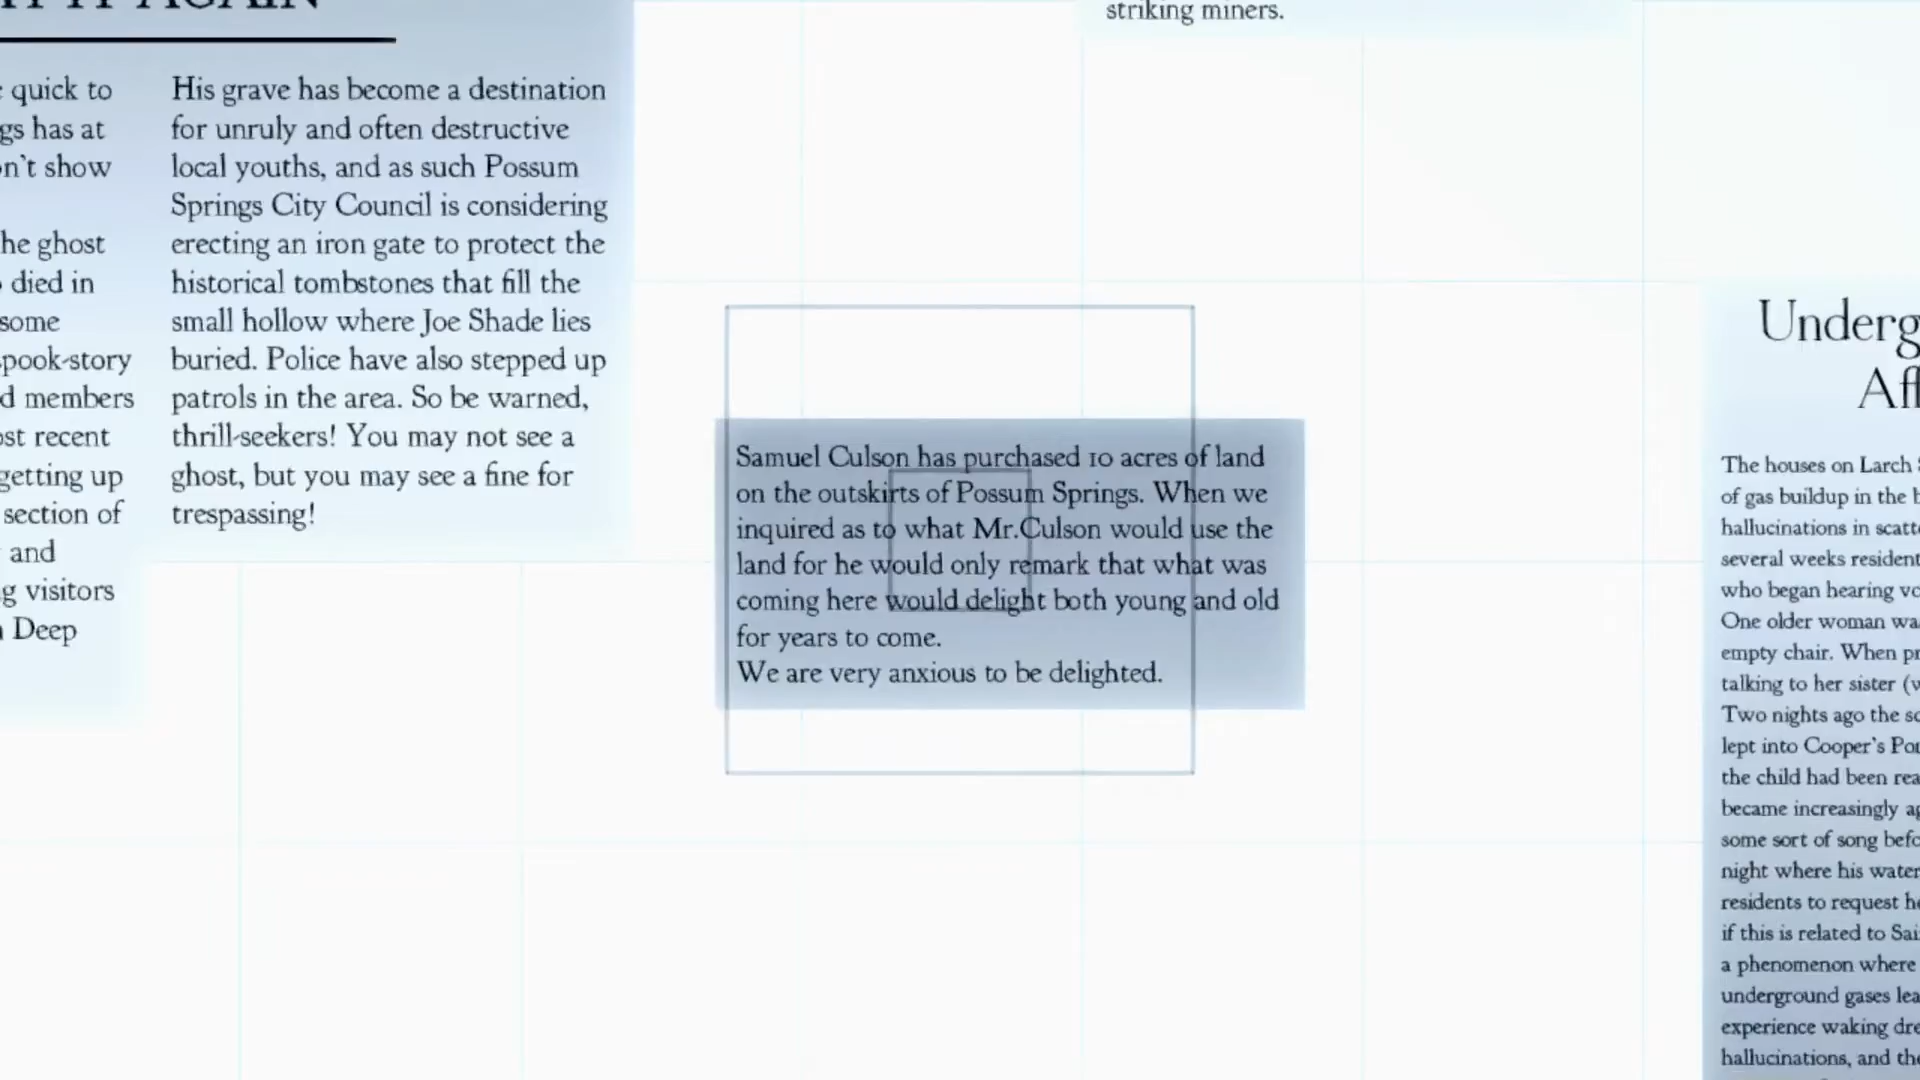 AGAIN
quick to
gs has at
n't show
he ghost
died in
some
pook-story
d members
st recent
getting up
section of
and
g visitors
Deep
His grave has become a destination
for unruly and often destructive
local youths, and as such Possum
Springs City Council is considering
erecting an iron gate to protect the
historical tombstones that fill the
small hollow where Joe Shade lies
buried. Police have also stepped up
patrols in the area. So be warned,
thrill-seekers! You may not see a
ghost, but you may see a fine for
trespassing!
striking miners.
Samuel Culson has purchased 10 acres of land
on the outskirts of Possum Springs. When we
inquired as to what Mr.Culson would use the
land for he would only remark that what was
coming here would delight both young and old
for years to come.
We are very anxious to be delighted.
Underg
Aff
The houses on Larch
of gas buildup in the b
hallucinations in scatt
several weeks resident
who began hearing vo
One older woman wa
empty chair. When pr
talking to her sister (w
Two nights ago the so
lept into Cooper's Po
the child had been rea
became increasingly ag
some sort of song befo
night where his water
residents to request he
if this is related to Sai
a phenomenon where
underground gases lea
experience waking dre
hallucinations, and the